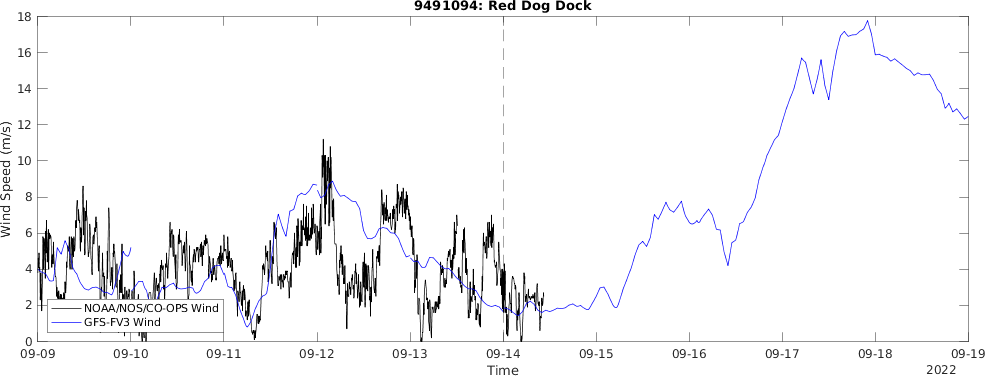 9491094: Red Dog Dock
Wind Speed (m/s)
18
16
14
12
10
8
6
4
2
0
NOAA/NOS/CO-OPS Wind
GFS-FV3 Wind
09-09 09-10 09-11 09-12 09-13 09-14 09-15 09-16 09-17 09-18 09-19
Time
2022